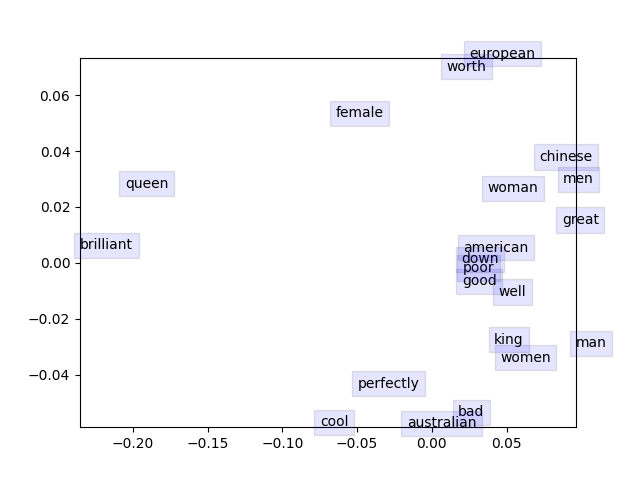 european
worth
0.06
female
0.04
chinese
men
queen
woman
0.02
great
brilliant
american
down
0.00
poor
good
well
−0.02
king
man
women
−0.04
perfectly
bad
cool
australian
−0.20 −0.15 −0.10 −0.05 0.00 0.05